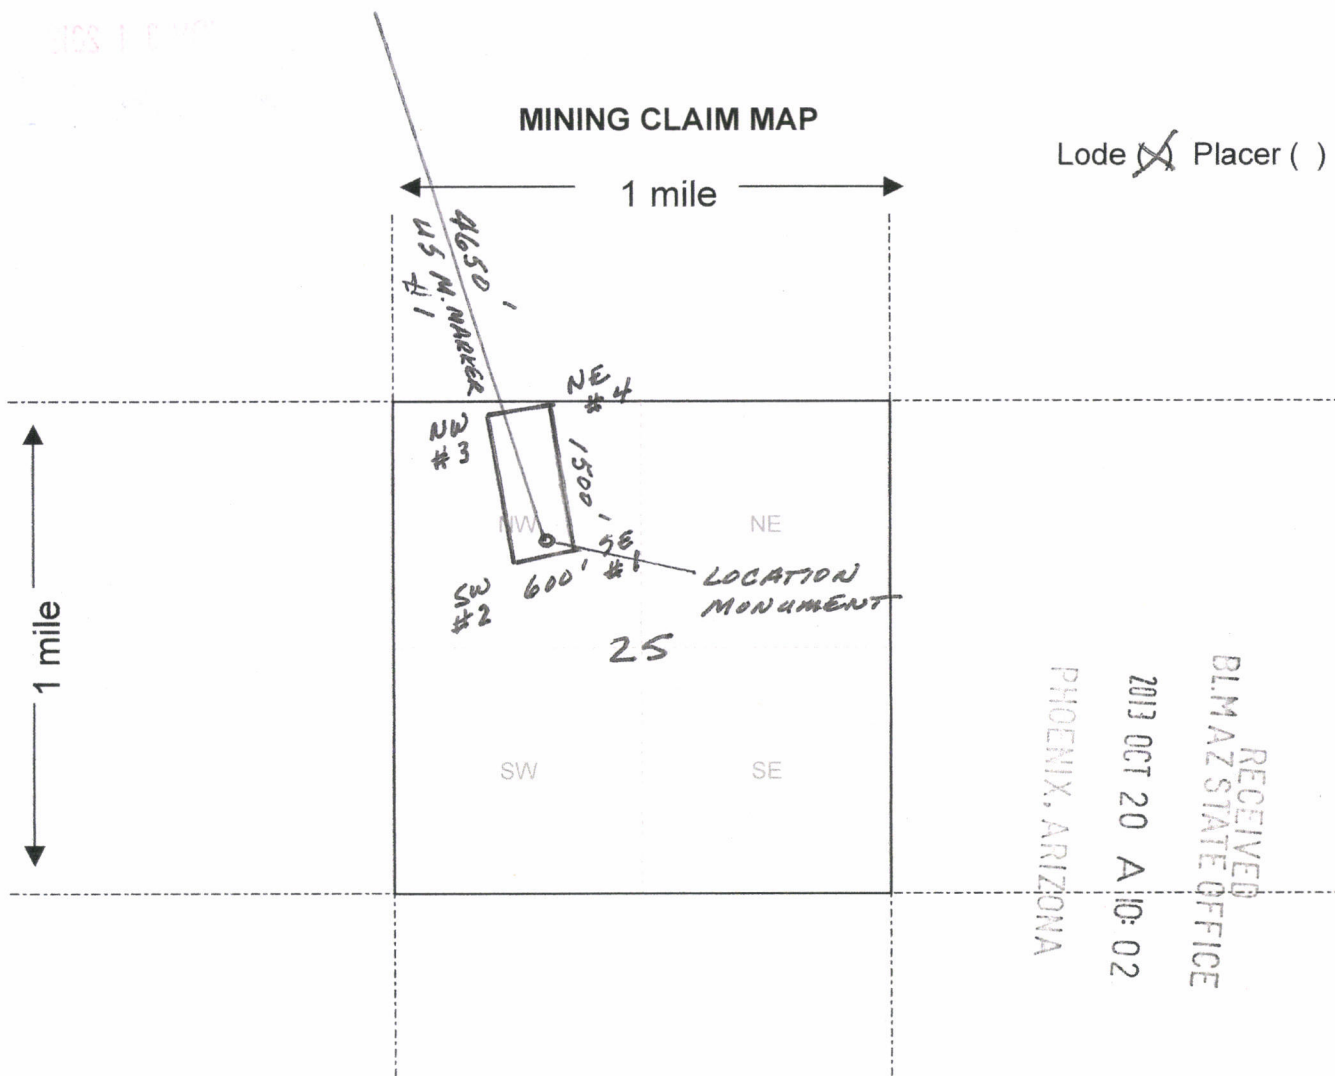 MINING CLAIM MAP
Lode (X) Placer ( )
1 mile
4650'
US M. MARKER
#1
NE
#4
NW
#3
1500'
NW
NE
SE
#1
600'
SW
#2
LOCATION
MONUMENT
25
1 mile
SW
SE
RECEIVED
BLM AZ STATE OFFICE
2013 OCT 20 A 10:02
PHOENIX, ARIZONA